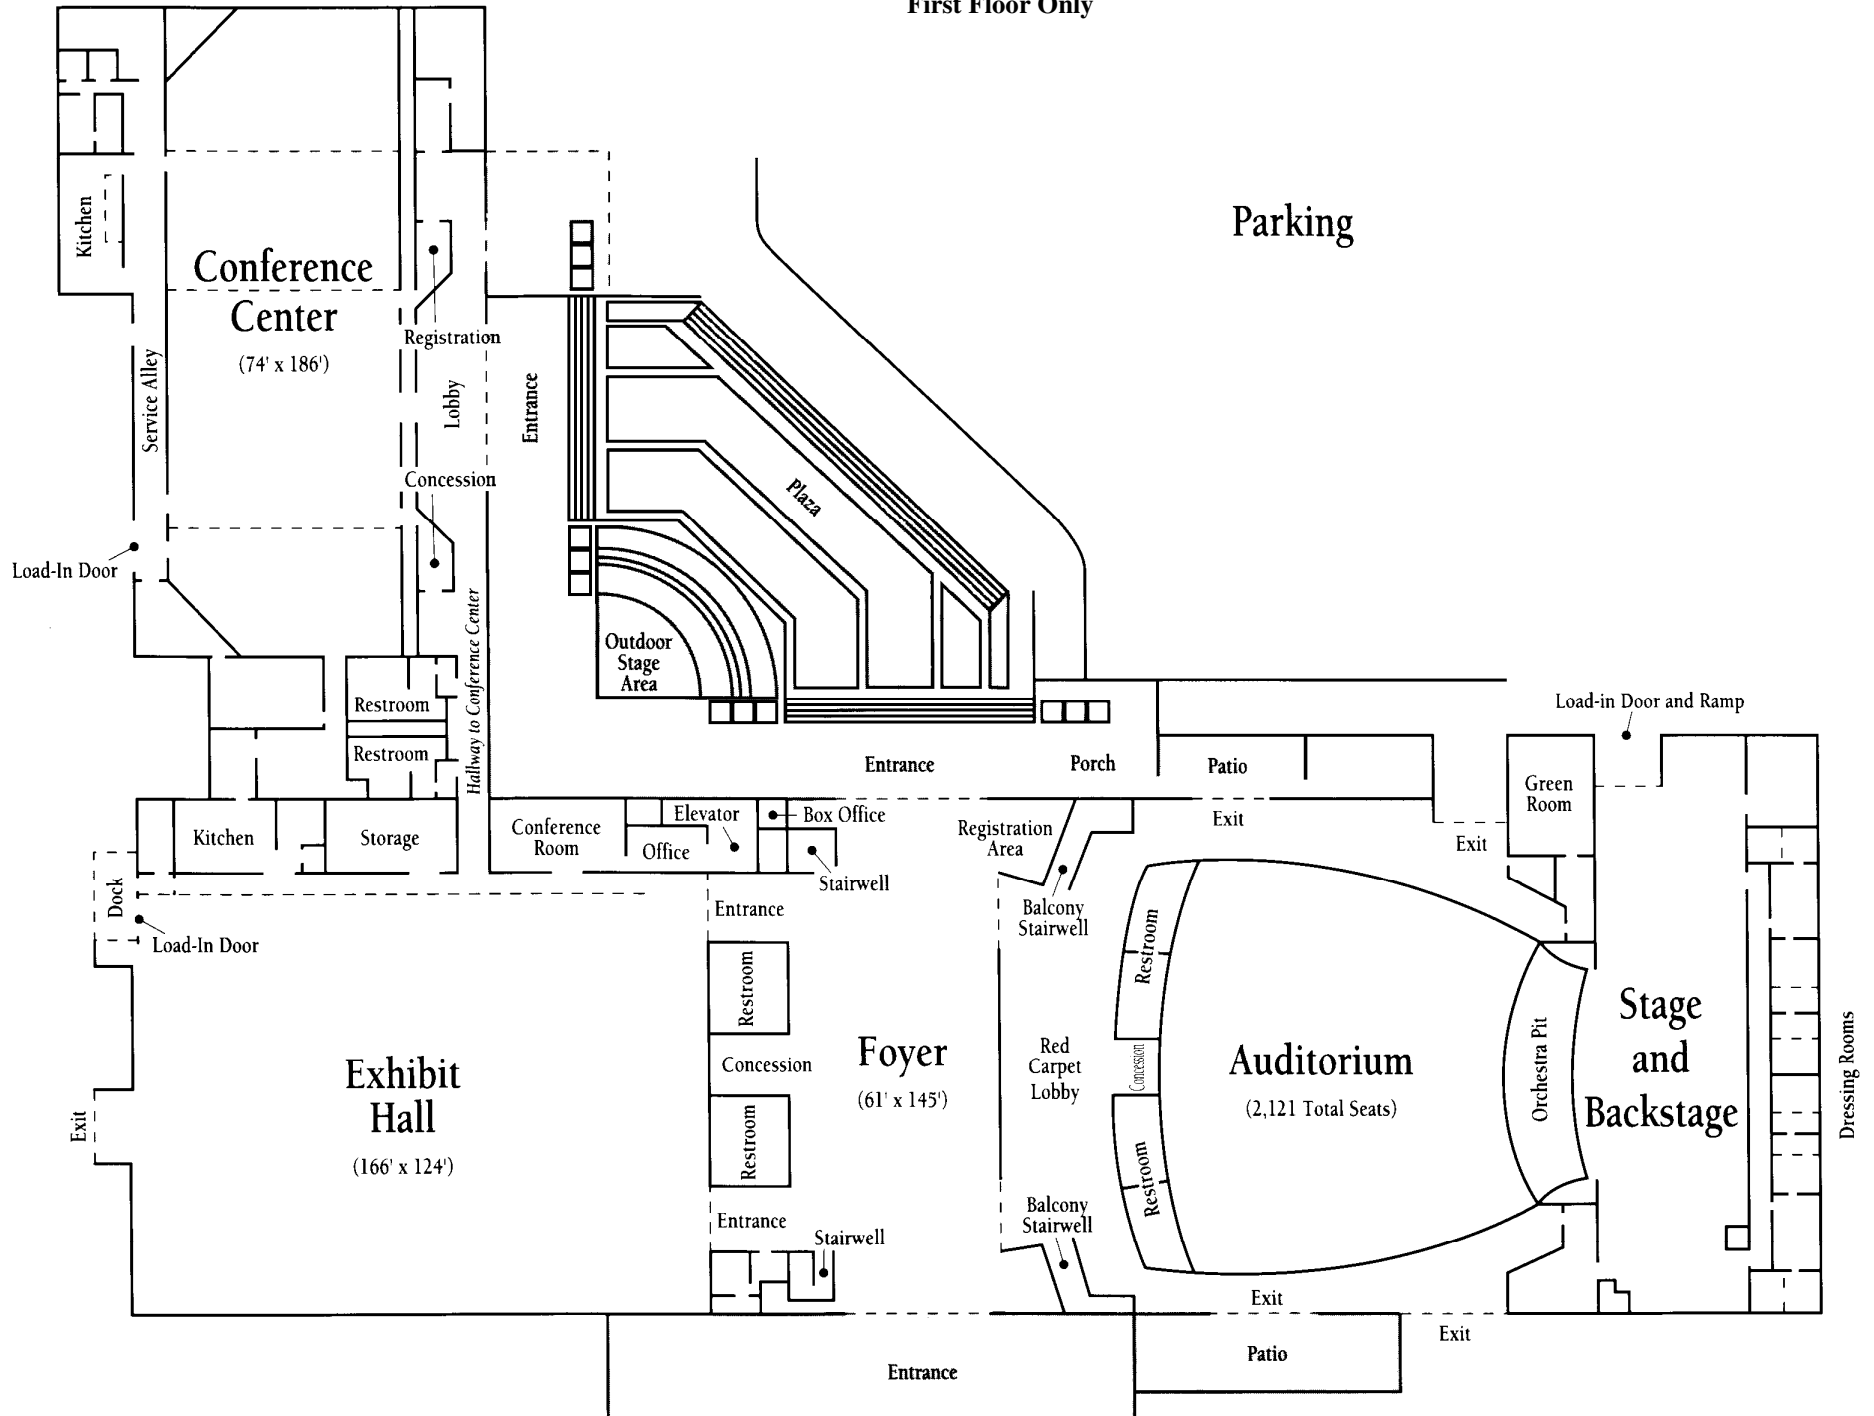 First Floor Only
Parking
Kitchen
Conference
Center
(74' x 186')
Registration
Service Alley
Lobby
Entrance
Concession
Plaza
Load-In Door
Hallway to Conference Center
Outdoor
Stage
Area
Restroom
Restroom
Entrance
Porch
Patio
Load-in Door and Ramp
Green
Room
Kitchen
Storage
Conference
Room
Elevator
Office
Box Office
Stairwell
Registration
Area
Exit
Exit
Dock
Load-In Door
Entrance
Balcony
Stairwell
Restroom
Restroom
Exhibit
Hall
(166' x 124')
Exit
Concession
Foyer
(61' x 145')
Red
Carpet
Lobby
Concession
Auditorium
(2,121 Total Seats)
Orchestra Pit
Stage
and
Backstage
Dressing Rooms
Restroom
Restroom
Entrance
Stairwell
Balcony
Stairwell
Exit
Exit
Entrance
Patio